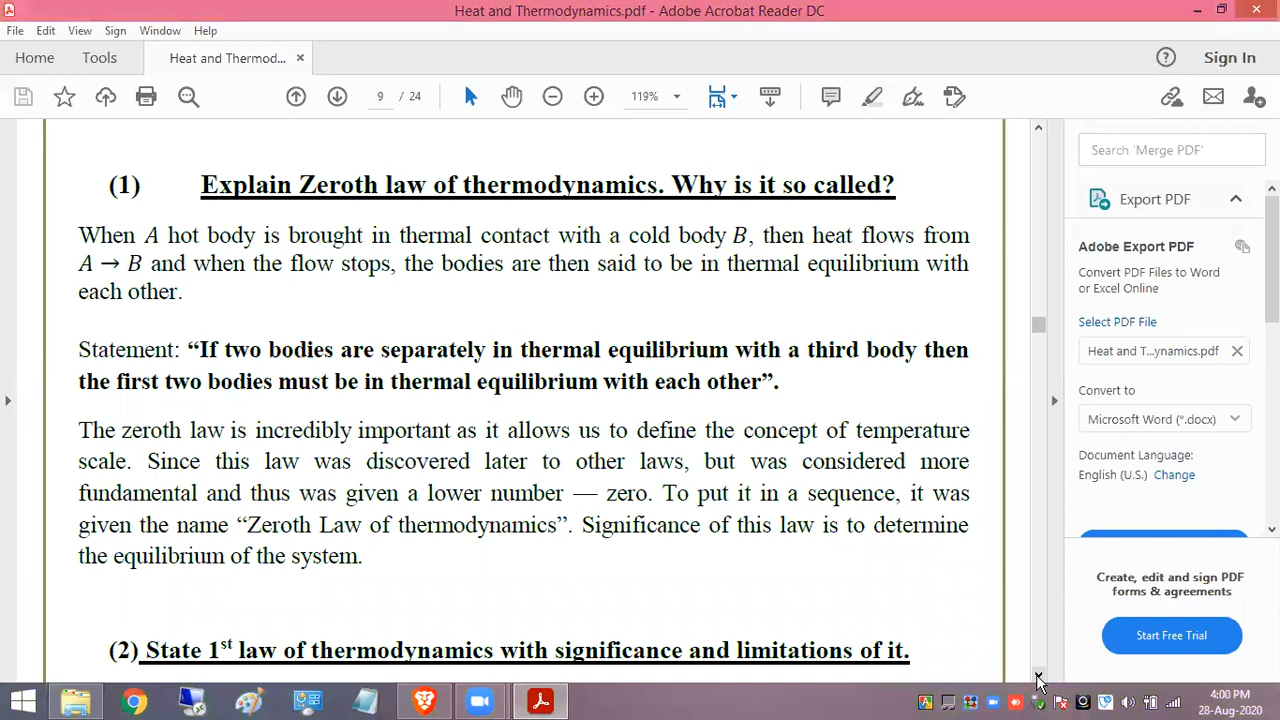 Heat and Thermodynamics.pdf - Adobe Acrobat Reader DC
File Edit View Sign Window Help
Home Tools Heat and Thermod... × Sign In
9 / 24 119%
(1) Explain Zeroth law of thermodynamics. Why is it so called?
When A hot body is brought in thermal contact with a cold body B, then heat flows from
A → B and when the flow stops, the bodies are then said to be in thermal equilibrium with
each other.
Statement: “If two bodies are separately in thermal equilibrium with a third body then
the first two bodies must be in thermal equilibrium with each other”.
The zeroth law is incredibly important as it allows us to define the concept of temperature
scale. Since this law was discovered later to other laws, but was considered more
fundamental and thus was given a lower number — zero. To put it in a sequence, it was
given the name “Zeroth Law of thermodynamics”. Significance of this law is to determine
the equilibrium of the system.
(2) State 1st law of thermodynamics with significance and limitations of it.
Search 'Merge PDF'
Export PDF
Adobe Export PDF
Convert PDF Files to Word
or Excel Online
Select PDF File
Heat and T...ynamics.pdf ×
Convert to
Microsoft Word (*.docx)
Document Language:
English (U.S.) Change
Create, edit and sign PDF
forms & agreements
Start Free Trial
4:00 PM
28-Aug-2020